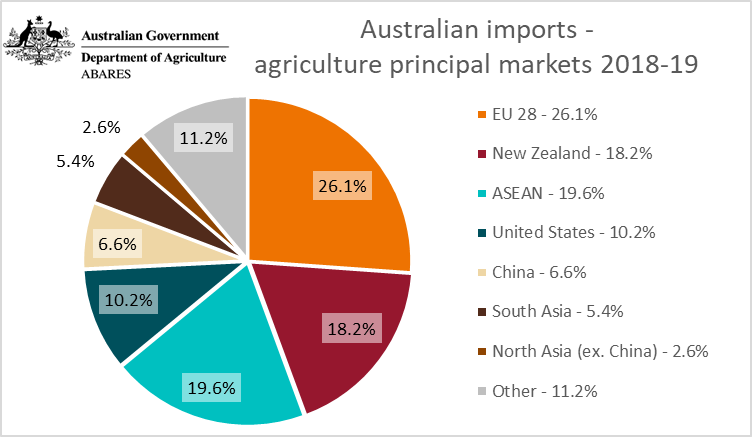 Australian Government
Department of Agriculture
ABARES
Australian imports -
agriculture principal markets 2018-19
2.6%
5.4%
11.2%
26.1%
6.6%
10.2%
18.2%
19.6%
EU 28 - 26.1%
New Zealand - 18.2%
ASEAN - 19.6%
United States - 10.2%
China - 6.6%
South Asia - 5.4%
North Asia (ex. China) - 2.6%
Other - 11.2%